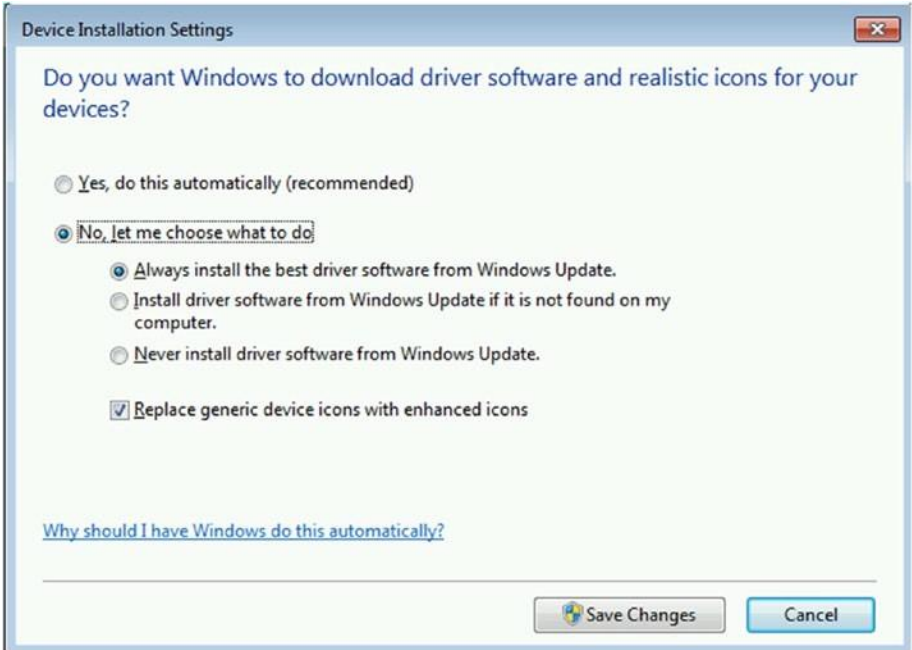 Device Installation Settings
Do you want Windows to download driver software and realistic icons for your
devices?
Yes, do this automatically (recommended)
No, let me choose what to do
Always install the best driver software from Windows Update.
Install driver software from Windows Update if it is not found on my
computer.
Never install driver software from Windows Update.
Replace generic device icons with enhanced icons
Why should I have Windows do this automatically?
Save Changes
Cancel